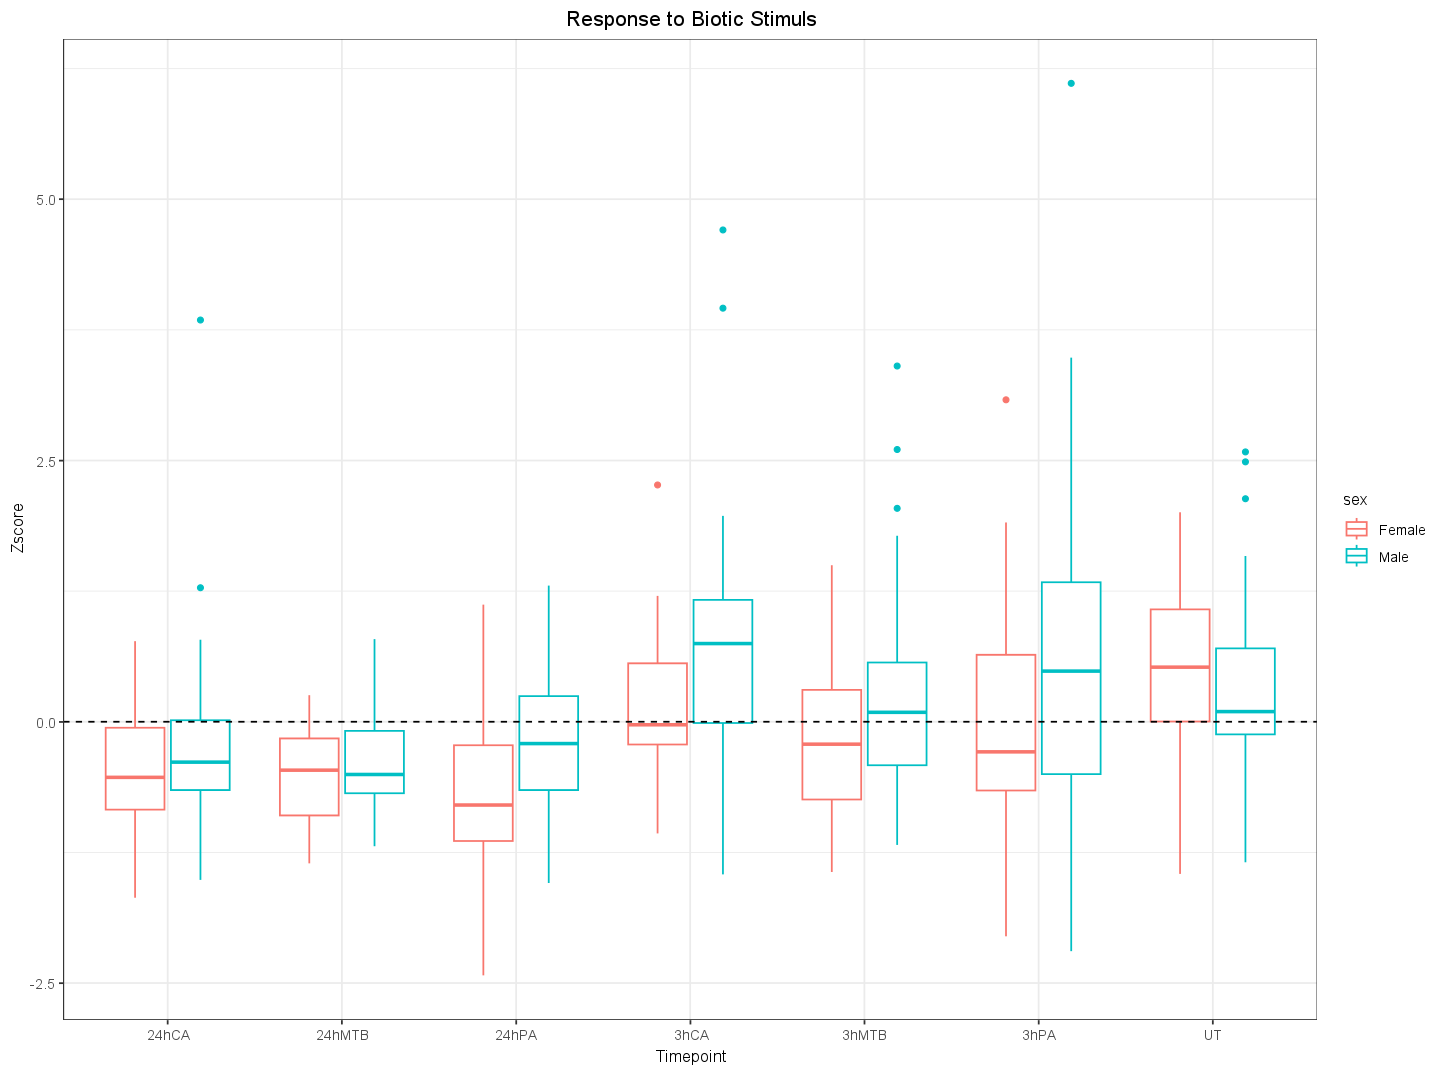 Response to Biotic Stimuls
5.0
2.5
0.0
-2.5
Zscore
24hCA 24hMTB 24hPA 3hCA 3hMTB 3hPA UT
Timepoint
sex
Female
Male